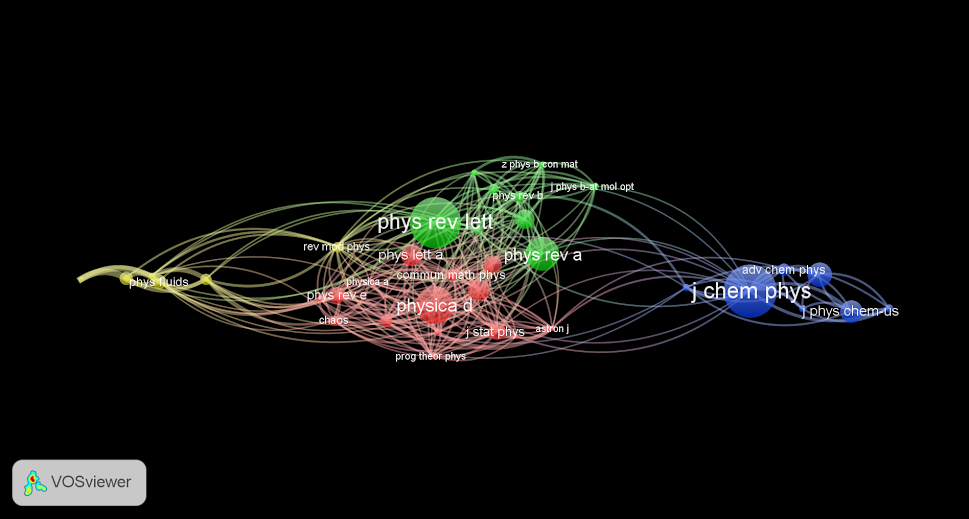 z phys b con mat
j phys b-at mol opt
phys rev b
phys rev lett
rev mod phys
phys lett a
phys rev a
adv chem phys
commun math phys
phys fluids
physica a
j chem phys
phys rev e
physica d
j phys chem-us
chaos
j stat phys
astron j
prog theor phys
VOSviewer